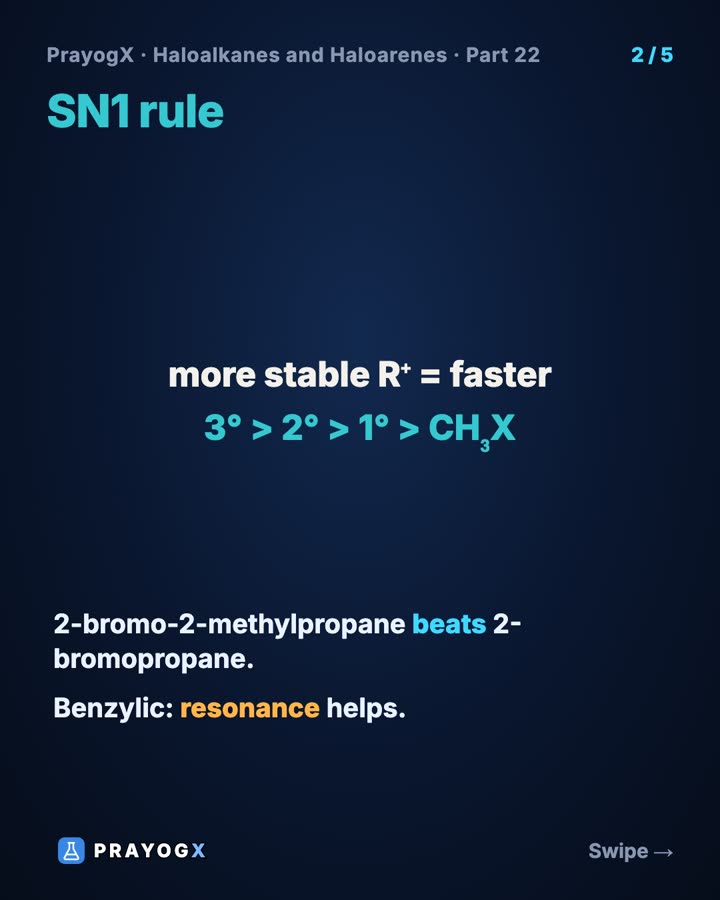 PrayogX · Haloalkanes and Haloarenes · Part 22
2 / 5
SN1 rule
more stable R⁺ = faster
3° > 2° > 1° > CH₃X
2-bromo-2-methylpropane beats 2-
bromopropane.
Benzylic: resonance helps.
PRAYOGX
Swipe →